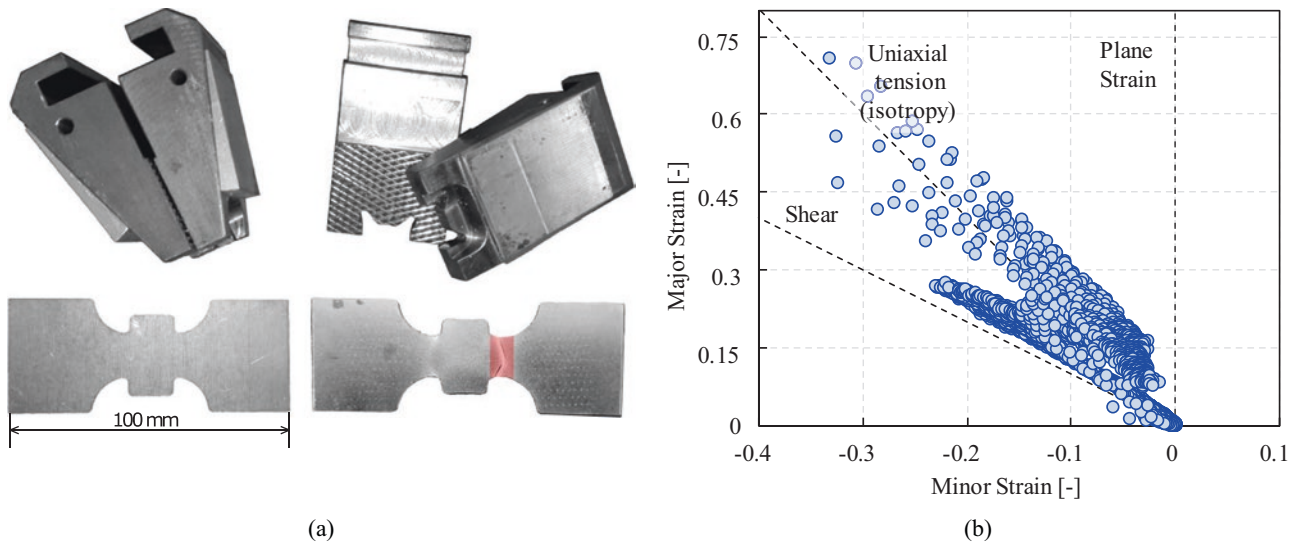 100 mm
(a)
0.75
0.6
0.45
0.3
0.15
0
-0.4
-0.3
-0.2
-0.1
0
0.1
Major Strain [-]
Minor Strain [-]
Uniaxial
tension
(isotropy)
Plane
Strain
Shear
(b)